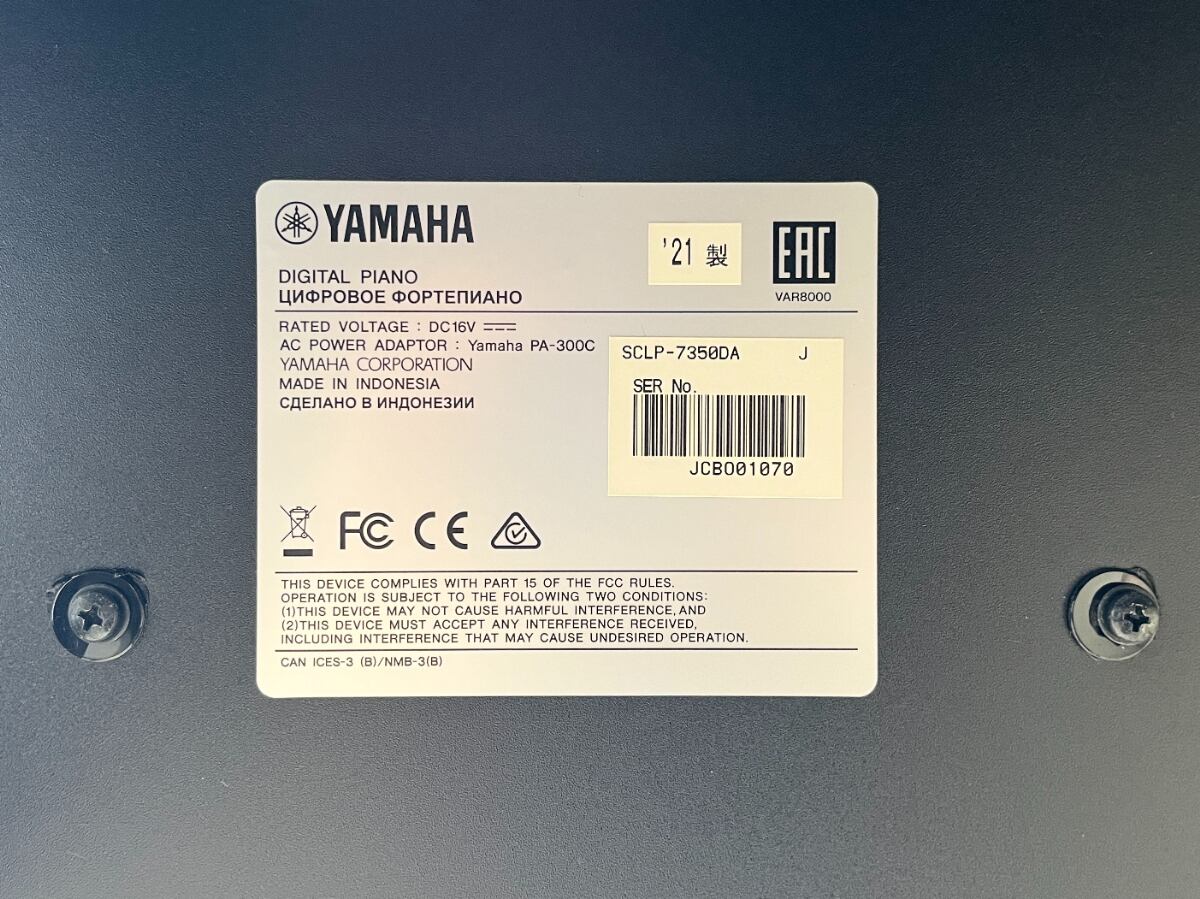 YAMAHA
'21 製
EAC
VAR8000
DIGITAL PIANO
ЦИФРОВОЕ ФОРТЕПИАНО
RATED VOLTAGE : DC16V
AC POWER ADAPTOR : Yamaha PA-300C
YAMAHA CORPORATION
MADE IN INDONESIA
СДЕЛАНО В ИНДОНЕЗИИ
SCLP-7350DA J
SER No.
JCBO01070
FC CE
THIS DEVICE COMPLIES WITH PART 15 OF THE FCC RULES.
OPERATION IS SUBJECT TO THE FOLLOWING TWO CONDITIONS:
(1)THIS DEVICE MAY NOT CAUSE HARMFUL INTERFERENCE, AND
(2)THIS DEVICE MUST ACCEPT ANY INTERFERENCE RECEIVED,
INCLUDING INTERFERENCE THAT MAY CAUSE UNDESIRED OPERATION.
CAN ICES-3 (B)/NMB-3(B)